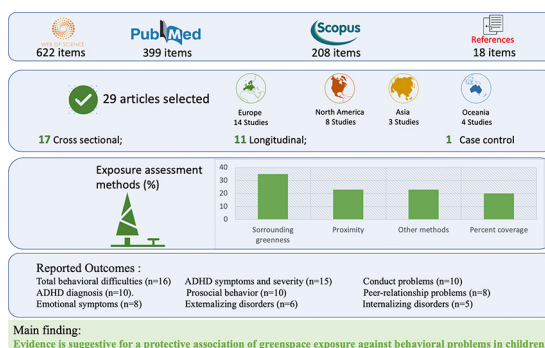 WEB OF SCIENCE
PubMed
Scopus
References
622 items
399 items
208 items
18 items
29 articles selected
Europe
14 Studies
North America
8 Studies
Asia
3 Studies
Oceania
4 Studies
17 Cross sectional;
11 Longitudinal;
1 Case control
Exposure assessment
methods (%)
40
30
20
10
0
Sorrounding
greenness
Proximity
Other methods
Percent coverage
Reported Outcomes :
Total behavioral difficulties (n=16)
ADHD symptoms and severity (n=15)
Conduct problems (n=10)
ADHD diagnosis (n=10).
Prosocial behavior (n=10)
Peer-relationship problems (n=8)
Emotional symptoms (n=8)
Externalizing disorders (n=6)
Internalizing disorders (n=5)
Main finding:
Evidence is suggestive for a protective association of greenspace exposure against behavioral problems in children